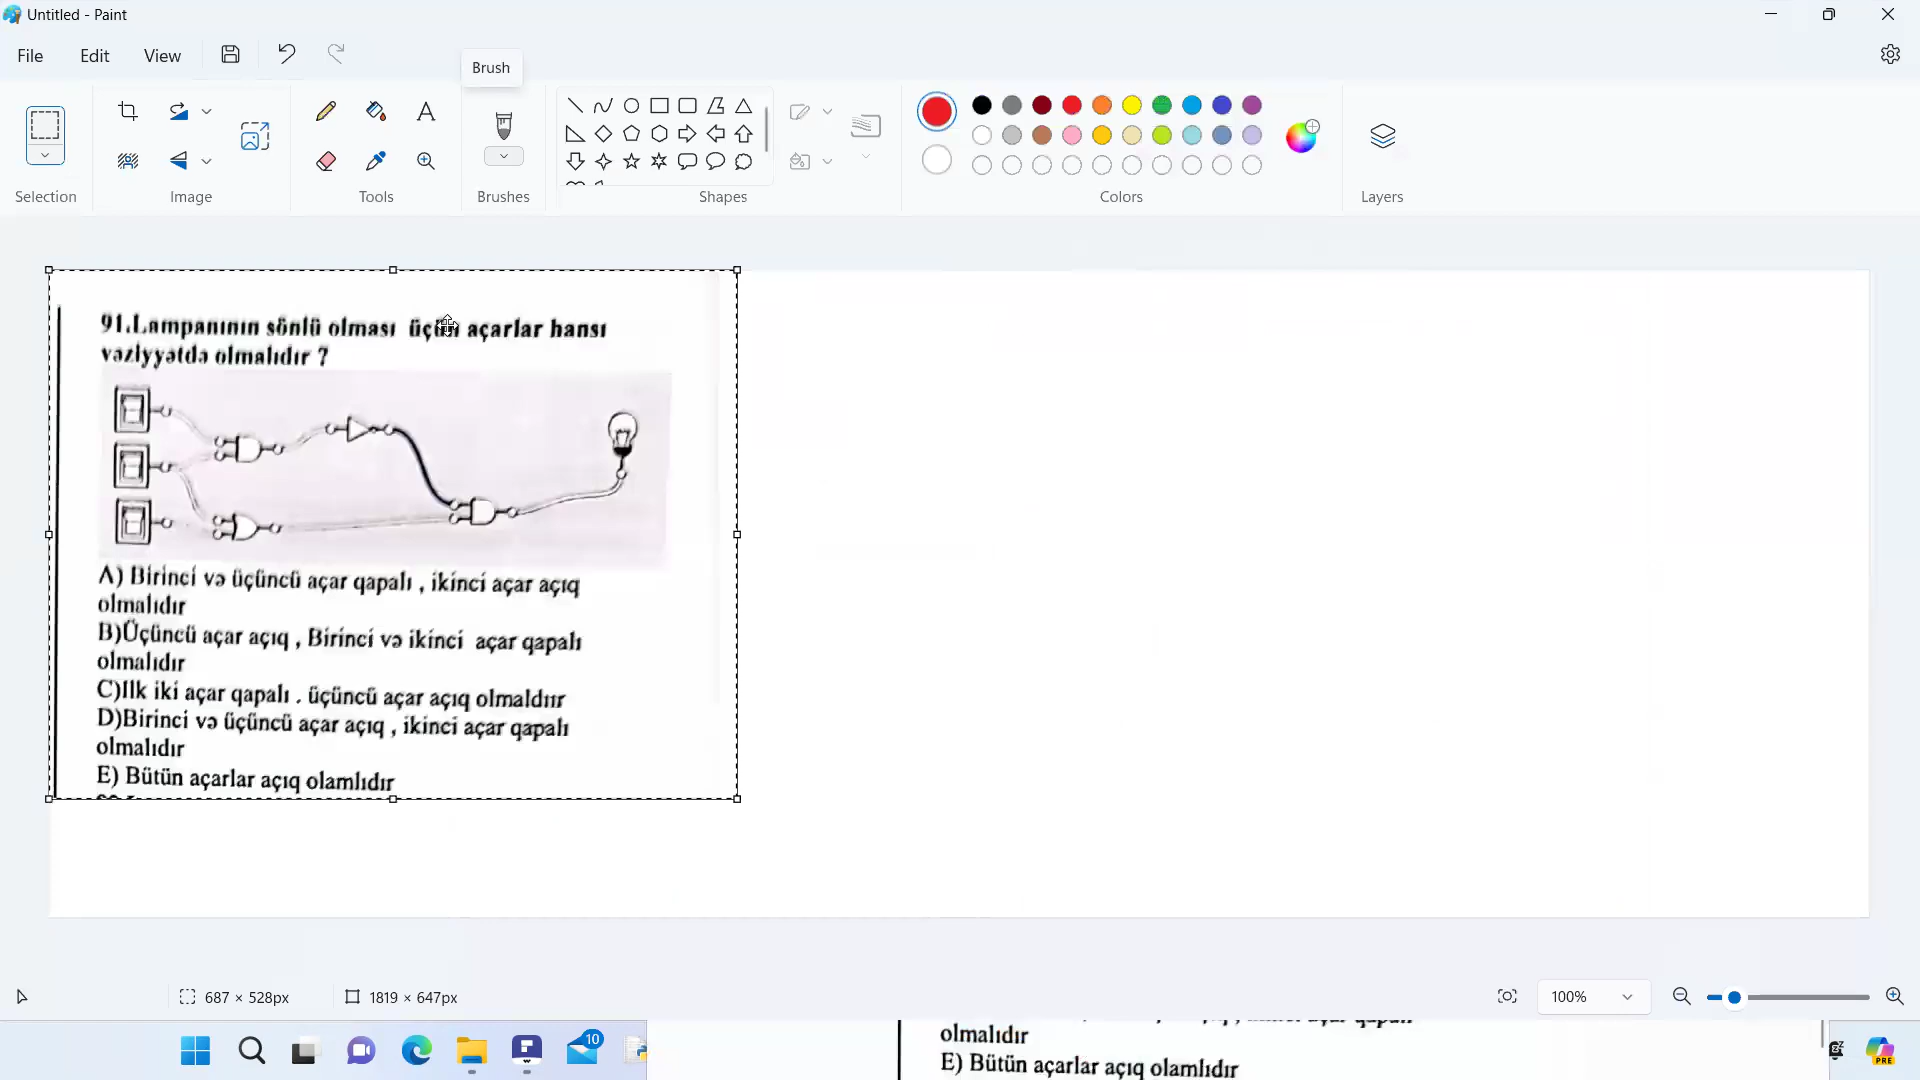 Untitled - Paint
File Edit View
Brush
Selection Image Tools Brushes Shapes Colors Layers
91.Lampanının sönlü olması üçün açarlar hansı
vəziyyətdə olmalıdır ?
A) Birinci və üçüncü açar qapalı , ikinci açar açıq
olmalıdır
B)Üçüncü açar açıq , Birinci və ikinci açar qapalı
olmalıdır
C)Ilk iki açar qapalı . üçüncü açar açıq olmaldıır
D)Birinci və üçüncü açar açıq , ikinci açar qapalı
olmalıdır
E) Bütün açarlar açıq olamlıdır
687 × 528px 1819 × 647px 100%
olmalıdır
E) Bütün açarlar açıq olamlıdır
10
PRE